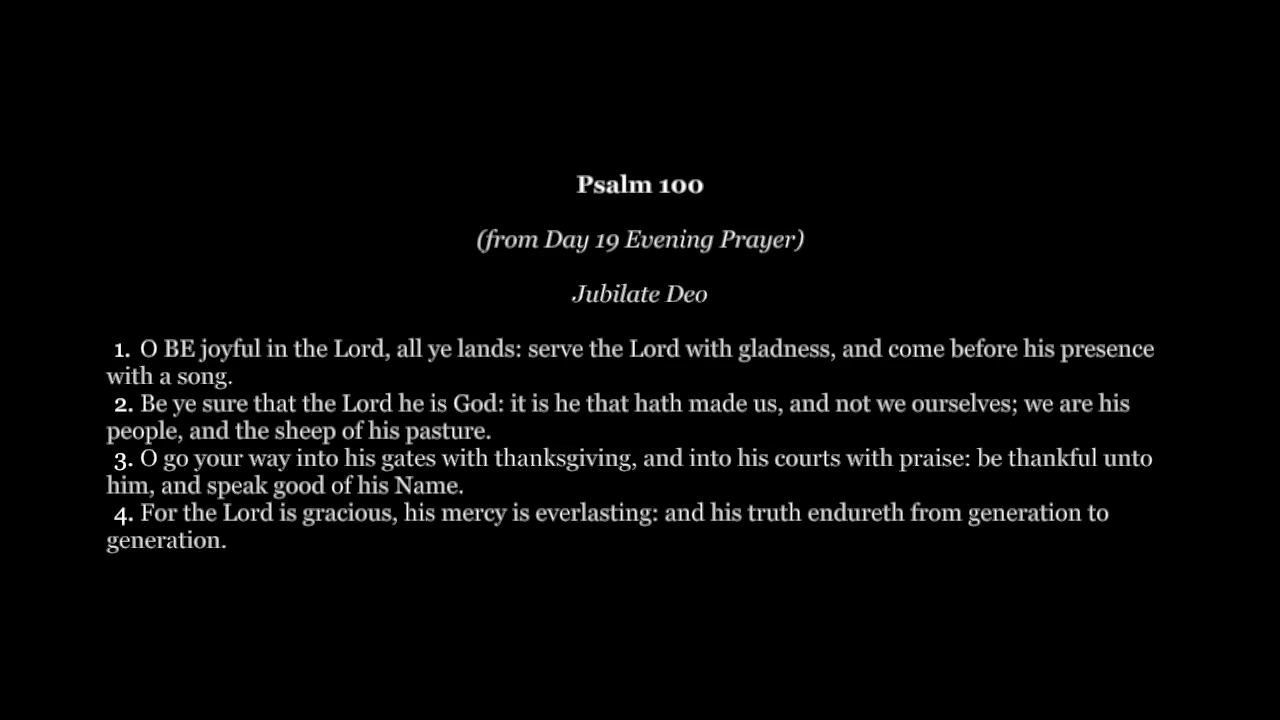 Psalm 100
(from Day 19 Evening Prayer)
Jubilate Deo
1. O BE joyful in the Lord, all ye lands: serve the Lord with gladness, and come before his presence
with a song.
2. Be ye sure that the Lord he is God: it is he that hath made us, and not we ourselves; we are his
people, and the sheep of his pasture.
3. O go your way into his gates with thanksgiving, and into his courts with praise: be thankful unto
him, and speak good of his Name.
4. For the Lord is gracious, his mercy is everlasting: and his truth endureth from generation to
generation.